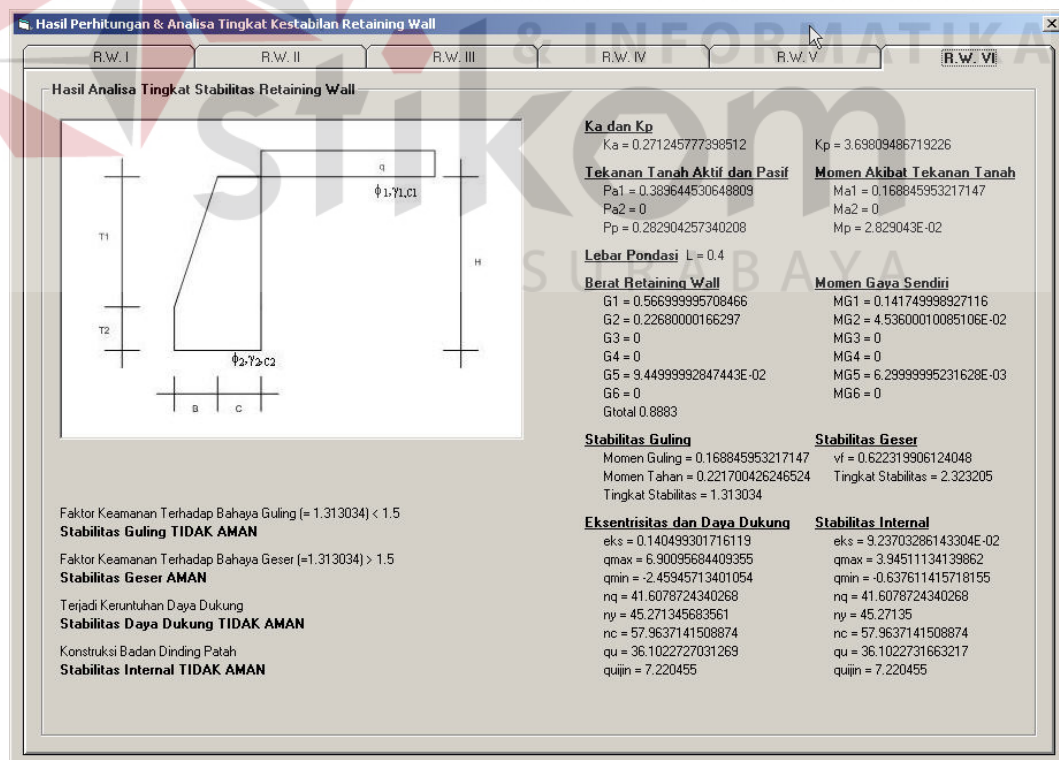 Hasil Perhitungan & Analisa Tingkat Kestabilan Retaining Wall
& INFORMATIKA
R.W. I R.W. II R.W. III R.W. IV R.W. V R.W. VI
Hasil Analisa Tingkat Stabilitas Retaining Wall
stikom
SURABAYA
q
ϕ1,γ1,C1
T1
H
T2
ϕ2,γ2,C2
B C
Ka dan Kp
Ka = 0.271245777398512 Kp = 3.69809486719226
Tekanan Tanah Aktif dan Pasif Momen Akibat Tekanan Tanah
Pa1 = 0.389644530648809 Ma1 = 0.168845953217147
Pa2 = 0 Ma2 = 0
Pp = 0.282904257340208 Mp = 2.829043E-02
Lebar Pondasi L = 0.4
Berat Retaining Wall Momen Gaya Sendiri
G1 = 0.566999995708466 MG1 = 0.141749998927116
G2 = 0.22680000166297 MG2 = 4.53600010085106E-02
G3 = 0 MG3 = 0
G4 = 0 MG4 = 0
G5 = 9.44999992847443E-02 MG5 = 6.29999995231628E-03
G6 = 0 MG6 = 0
Gtotal 0.8883
Stabilitas Guling Stabilitas Geser
Momen Guling = 0.168845953217147 vf = 0.622319906124048
Momen Tahan = 0.221700426246524 Tingkat Stabilitas = 2.323205
Tingkat Stabilitas = 1.313034
Eksentrisitas dan Daya Dukung Stabilitas Internal
eks = 0.140499301716119 eks = 9.23703286143304E-02
qmax = 6.90095684409355 qmax = 3.94511134139862
qmin = -2.45945713401054 qmin = -0.637611415718155
nq = 41.6078724340268 nq = 41.6078724340268
ny = 45.271345683561 ny = 45.27135
nc = 57.9637141508874 nc = 57.9637141508874
qu = 36.1022727031269 qu = 36.1022731663217
quijin = 7.220455 quijin = 7.220455
Faktor Keamanan Terhadap Bahaya Guling (= 1.313034) < 1.5
Stabilitas Guling TIDAK AMAN
Faktor Keamanan Terhadap Bahaya Geser (=1.313034) > 1.5
Stabilitas Geser AMAN
Terjadi Keruntuhan Daya Dukung
Stabilitas Daya Dukung TIDAK AMAN
Konstruksi Badan Dinding Patah
Stabilitas Internal TIDAK AMAN